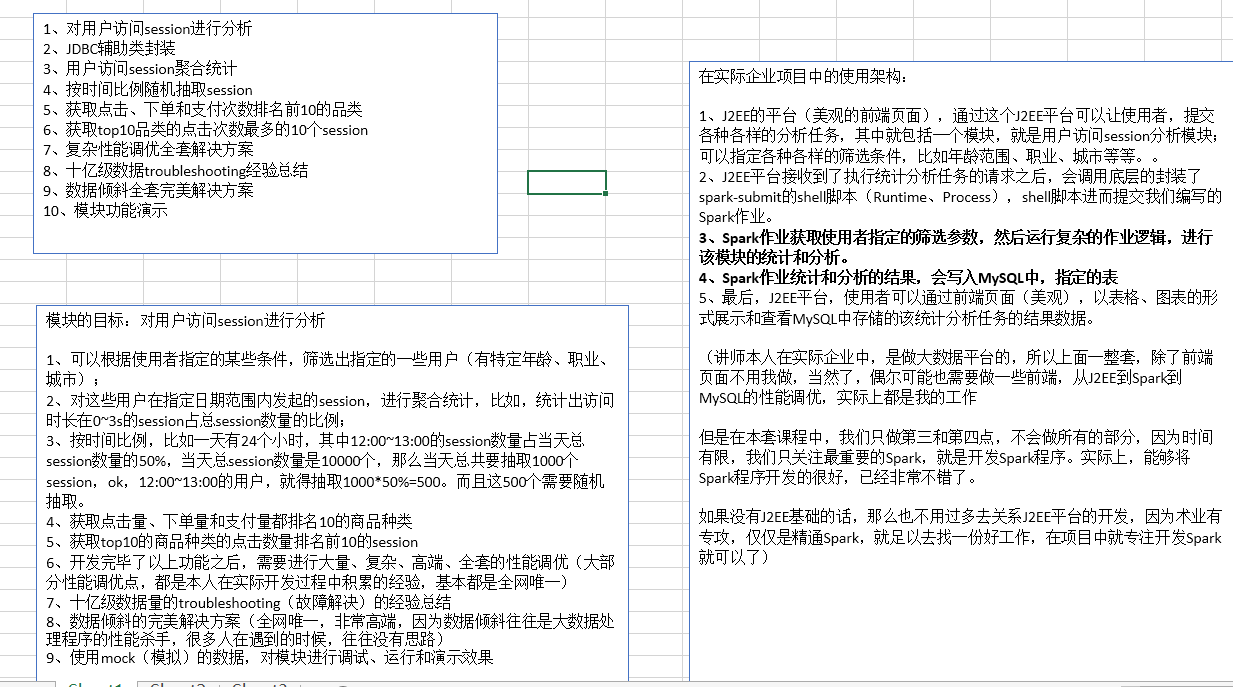 1、对用户访问session进行分析
2、JDBC辅助类封装
3、用户访问session聚合统计
4、按时间比例随机抽取session
5、获取点击、下单和支付次数排名前10的品类
6、获取top10品类的点击次数最多的10个session
7、复杂性能调优全套解决方案
8、十亿级数据troubleshooting经验总结
9、数据倾斜全套完美解决方案
10、模块功能演示
模块的目标：对用户访问session进行分析
1、可以根据使用者指定的某些条件，筛选出指定的一些用户（有特定年龄、职业、
城市）；
2、对这些用户在指定日期范围内发起的session，进行聚合统计，比如，统计出访问
时长在0~3s的session占总session数量的比例；
3、按时间比例，比如一天有24个小时，其中12:00~13:00的session数量占当天总
session数量的50%，当天总session数量是10000个，那么当天总共要抽取1000个
session，ok，12:00~13:00的用户，就得抽取1000*50%=500。而且这500个需要随机
抽取。
4、获取点击量、下单量和支付量都排名10的商品种类
5、获取top10的商品种类的点击数量排名前10的session
6、开发完毕了以上功能之后，需要进行大量、复杂、高端、全套的性能调优（大部
分性能调优点，都是本人在实际开发过程中积累的经验，基本都是全网唯一）
7、十亿级数据量的troubleshooting（故障解决）的经验总结
8、数据倾斜的完美解决方案（全网唯一，非常高端，因为数据倾斜往往是大数据处
理程序的性能杀手，很多人在遇到的时候，往往没有思路）
9、使用mock（模拟）的数据，对模块进行调试、运行和演示效果
在实际企业项目中的使用架构：
1、J2EE的平台（美观的前端页面），通过这个J2EE平台可以让使用者，提交
各种各样的分析任务，其中就包括一个模块，就是用户访问session分析模块；
可以指定各种各样的筛选条件，比如年龄范围、职业、城市等等。。
2、J2EE平台接收到了执行统计分析任务的请求之后，会调用底层的封装了
spark-submit的shell脚本（Runtime、Process），shell脚本进而提交我们编写的
Spark作业。
3、Spark作业获取使用者指定的筛选参数，然后运行复杂的作业逻辑，进行
该模块的统计和分析。
4、Spark作业统计和分析的结果，会写入MySQL中，指定的表
5、最后，J2EE平台，使用者可以通过前端页面（美观），以表格、图表的形
式展示和查看MySQL中存储的该统计分析任务的结果数据。
（讲师本人在实际企业中，是做大数据平台的，所以上面一整套，除了前端
页面不用我做，当然了，偶尔可能也需要做一些前端，从J2EE到Spark到
MySQL的性能调优，实际上都是我的工作
但是在本套课程中，我们只做第三和第四点，不会做所有的部分，因为时间
有限，我们只关注最重要的Spark，就是开发Spark程序。实际上，能够将
Spark程序开发的很好，已经非常不错了。
如果没有J2EE基础的话，那么也不用过多去关系J2EE平台的开发，因为术业有
专攻，仅仅是精通Spark，就足以去找一份好工作，在项目中就专注开发Spark
就可以了）